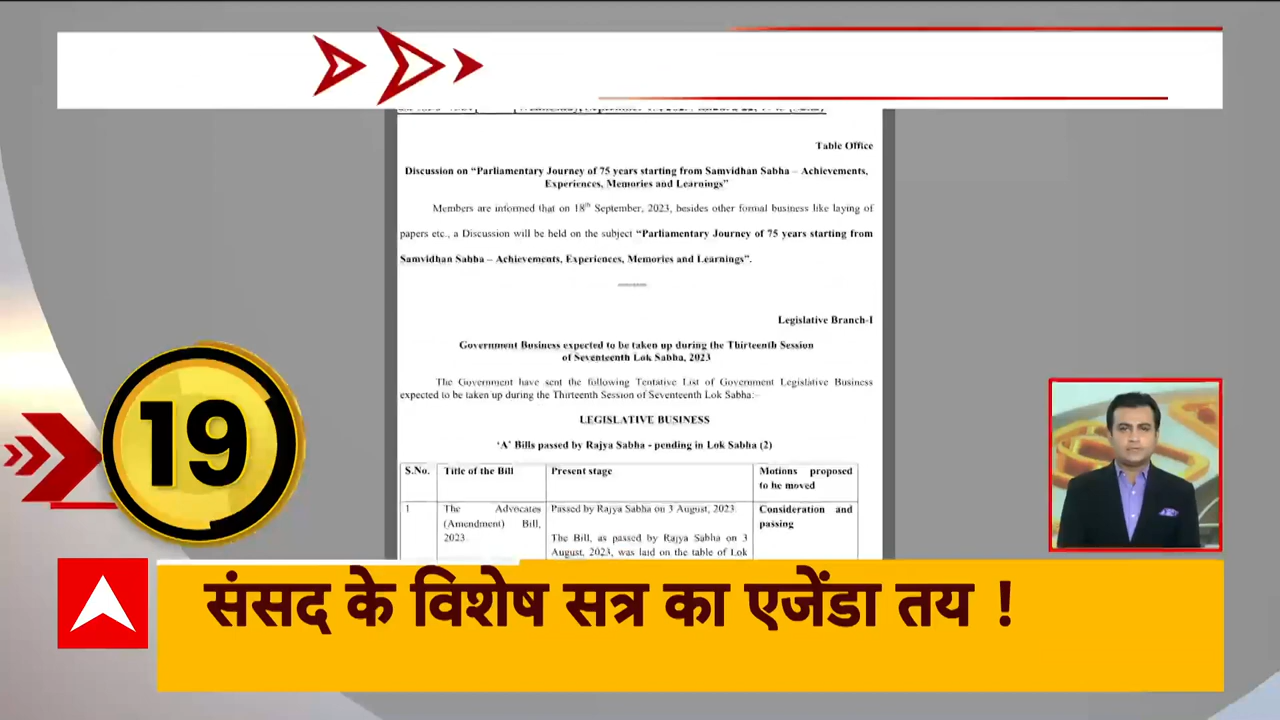 Table Office
Discussion on “Parliamentary Journey of 75 years starting from Samvidhan Sabha – Achievements,
Experiences, Memories and Learnings”
Members are informed that on 18th September, 2023, besides other formal business like laying of
papers etc., a Discussion will be held on the subject “Parliamentary Journey of 75 years starting from
Samvidhan Sabha – Achievements, Experiences, Memories and Learnings”.
Legislative Branch-I
Government Business expected to be taken up during the Thirteenth Session
of Seventeenth Lok Sabha, 2023
The Government have sent the following Tentative List of Government Legislative Business
expected to be taken up during the Thirteenth Session of Seventeenth Lok Sabha:-
LEGISLATIVE BUSINESS
‘A’ Bills passed by Rajya Sabha - pending in Lok Sabha (2)
S.No. Title of the Bill Present stage Motions proposed
to be moved
1 The Advocates Passed by Rajya Sabha on 3 August, 2023 Consideration and
(Amendment) Bill, passing
2023
The Bill, as passed by Rajya Sabha on 3
August, 2023, was laid on the table of Lok
19
संसद के विशेष सत्र का एजेंडा तय !